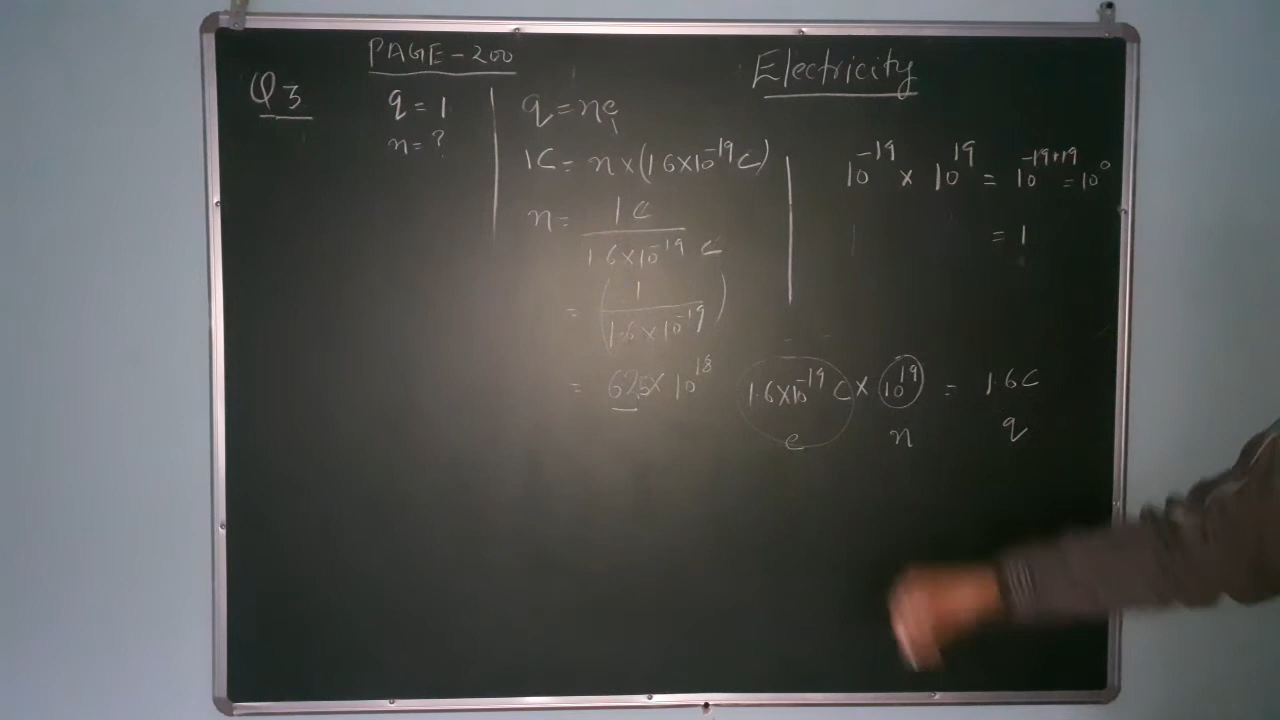 PAGE-200
Electricity
Q3
q = 1
n = ?
q = ne
1C = n × (1.6×10⁻¹⁹C)
n = 1C / 1.6×10⁻¹⁹ C
= (1 / 1.6×10⁻¹⁹)
= 625 × 10¹⁸
10⁻¹⁹ × 10¹⁹ = 10⁻¹⁹⁺¹⁹ = 10⁰
= 1
1.6×10⁻¹⁹ C × 10¹⁹ = 1.6C
e n q